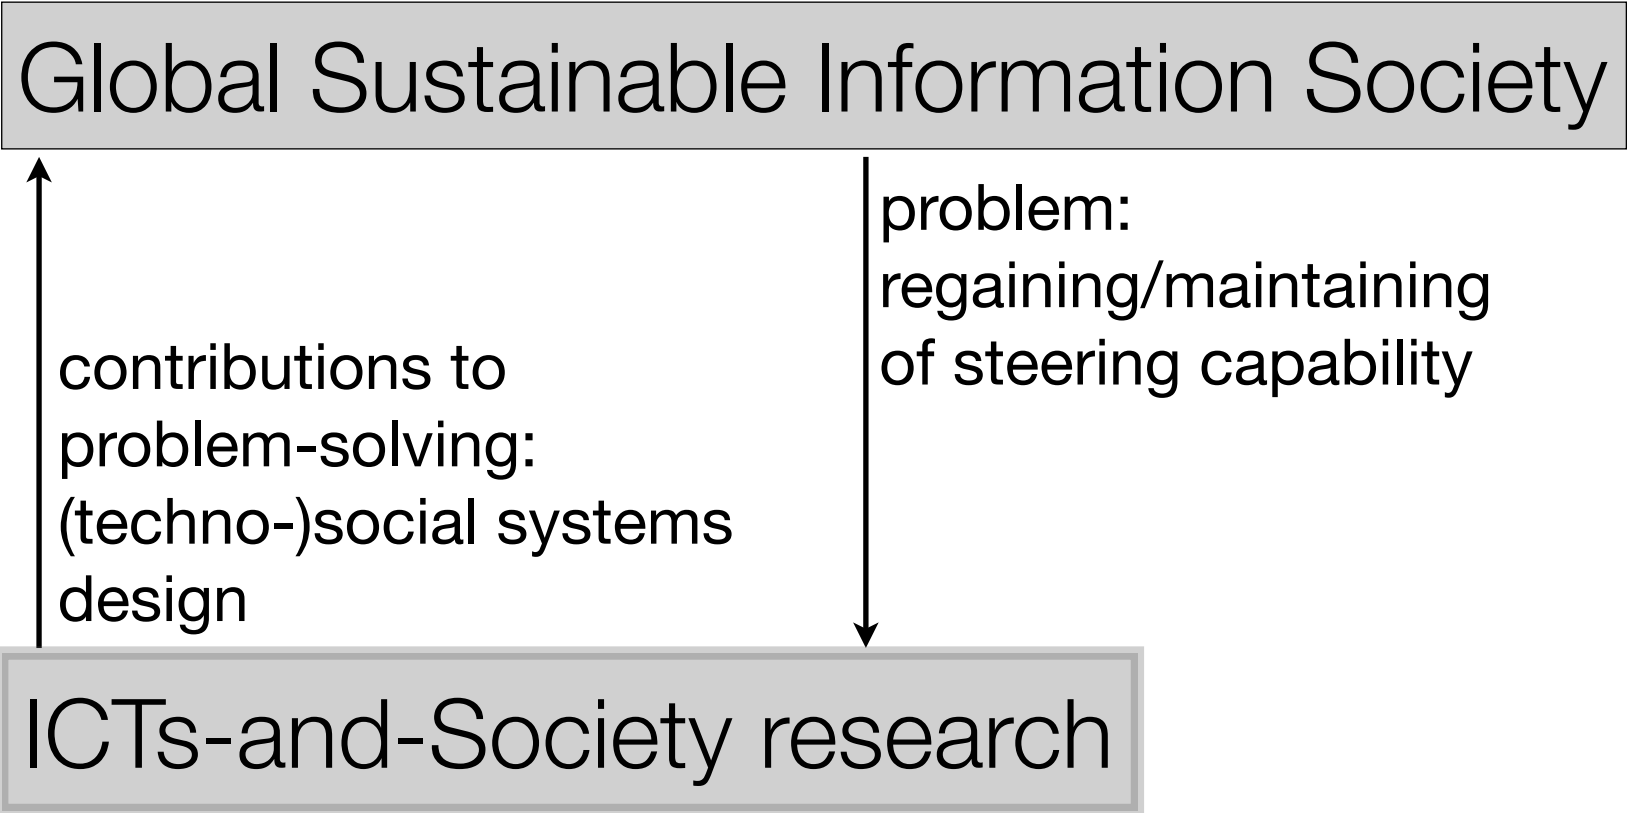 Global Sustainable Information Society
problem:
regaining/maintaining
of steering capability
contributions to
problem-solving:
(techno-)social systems
design
ICTs-and-Society research